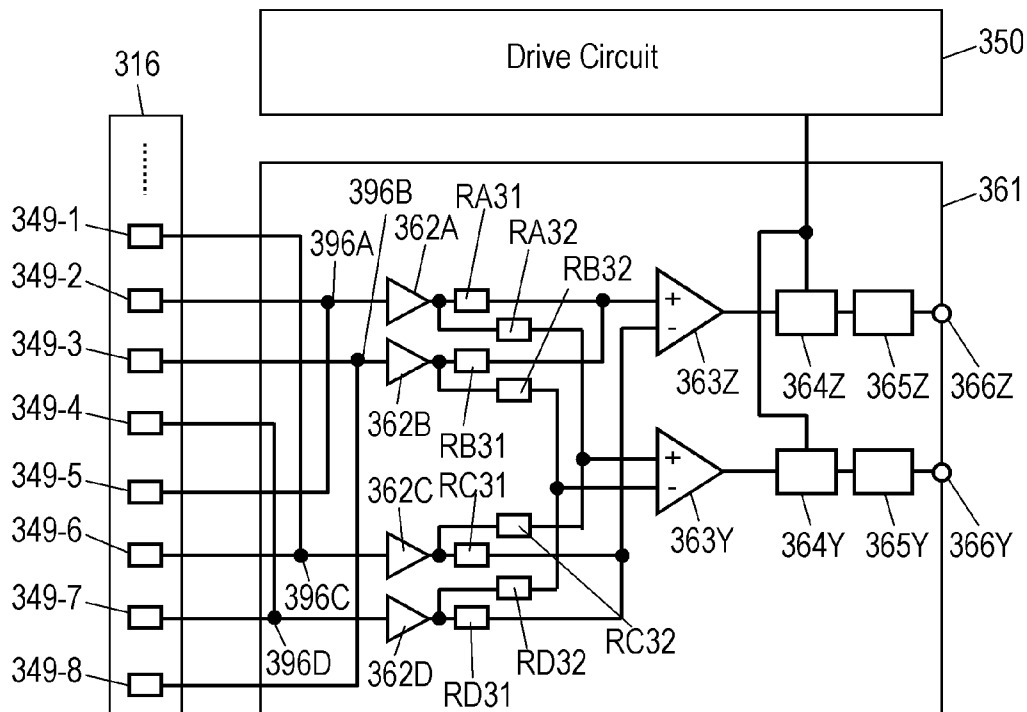 Drive Circuit
350
316
361
396B
RA31
362A
RA32
349-1
396A
RB32
349-2
+
-
349-3
363Z
364Z
365Z
366Z
349-4
362B
RB31
349-5
362C
RC31
+
-
349-6
363Y
364Y
365Y
366Y
396C
349-7
RC32
396D
362D
RD32
349-8
RD31